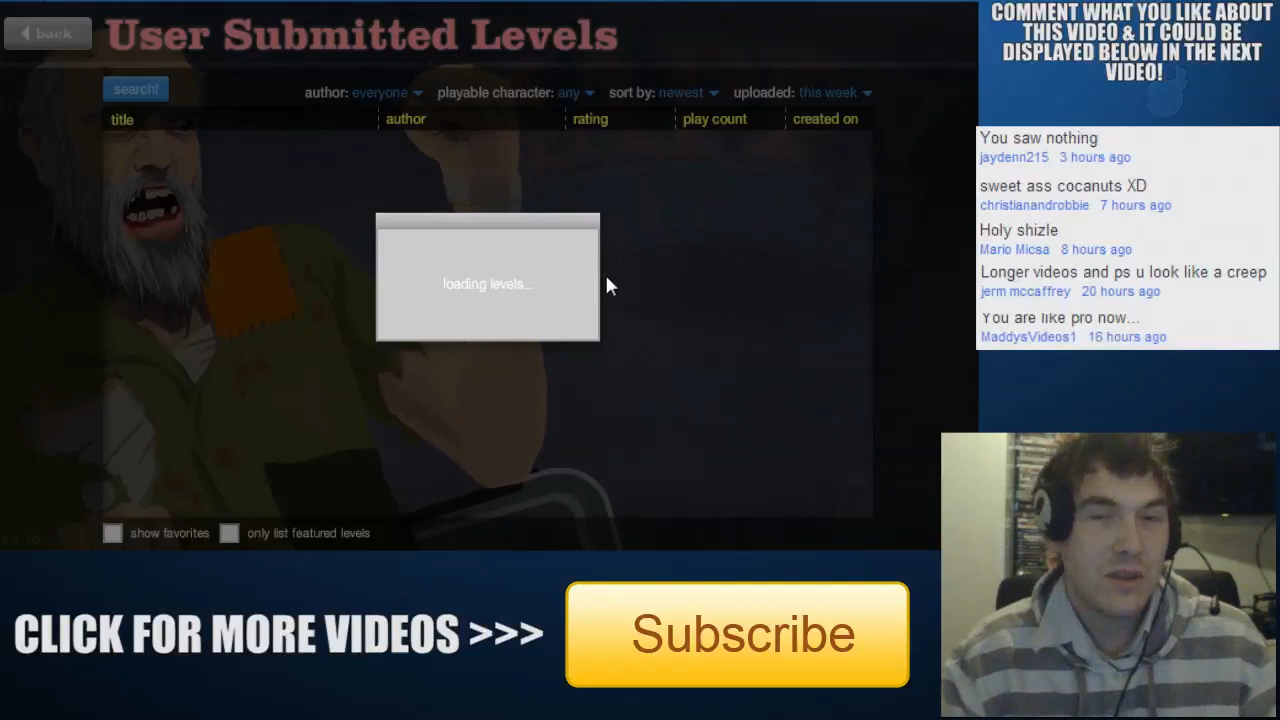 back
User Submitted Levels
search!
author: everyone
playable character: any
sort by: newest
uploaded: this week
title
author
rating
play count
created on
loading levels...
show favorites
only list featured levels
COMMENT WHAT YOU LIKE ABOUT
THIS VIDEO & IT COULD BE
DISPLAYED BELOW IN THE NEXT
VIDEO!
You saw nothing
jaydenn215 3 hours ago
sweet ass cocanuts XD
christianandrobbie 7 hours ago
Holy shizle
Mario Micsa 8 hours ago
Longer videos and ps u look like a creep
jerm mccaffrey 20 hours ago
You are like pro now...
MaddysVideos1 16 hours ago
CLICK FOR MORE VIDEOS >>>
Subscribe